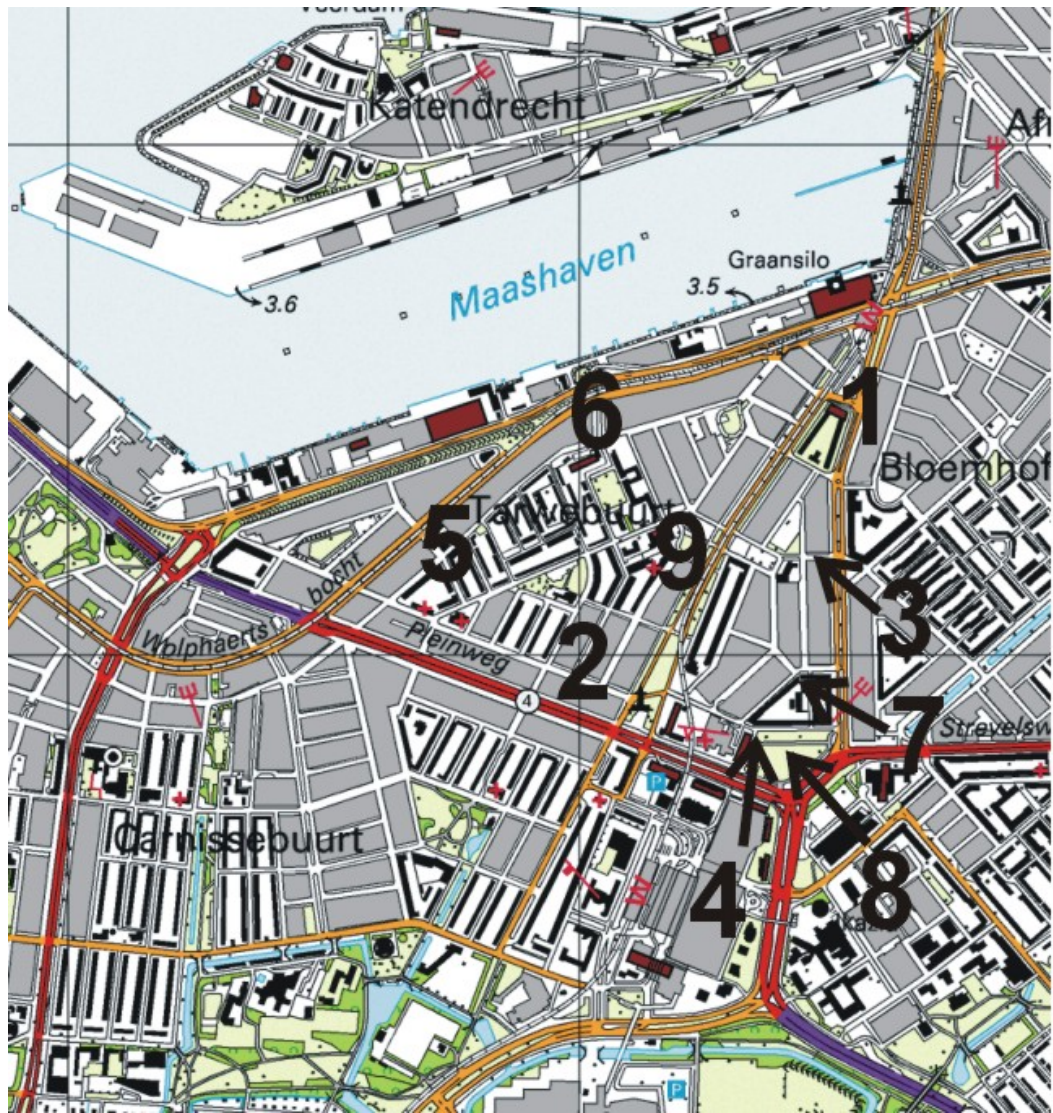 Katendrecht
Maashaven
Graansilo
3.6
3.5
1
6
Bloemhof
Tarwebuurt
5
9
bocht
3
Wolphaerts
Pleinweg
2
4
7
Carnissebuurt
P
4
8
P